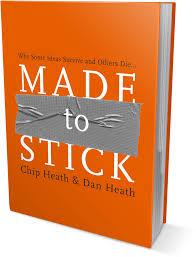 Why Some Ideas Survive and Others Die...
MADE
to
STICK
Chip Heath & Dan Heath